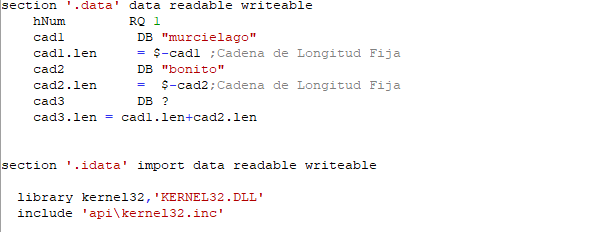 section '.data' data readable writeable
hNum RQ 1
cad1 DB "murcielago"
cad1.len = $-cad1 ;Cadena de Longitud Fija
cad2 DB "bonito"
cad2.len = $-cad2;Cadena de Longitud Fija
cad3 DB ?
cad3.len = cad1.len+cad2.len
section '.idata' import data readable writeable
library kernel32,'KERNEL32.DLL'
include 'api\kernel32.inc'